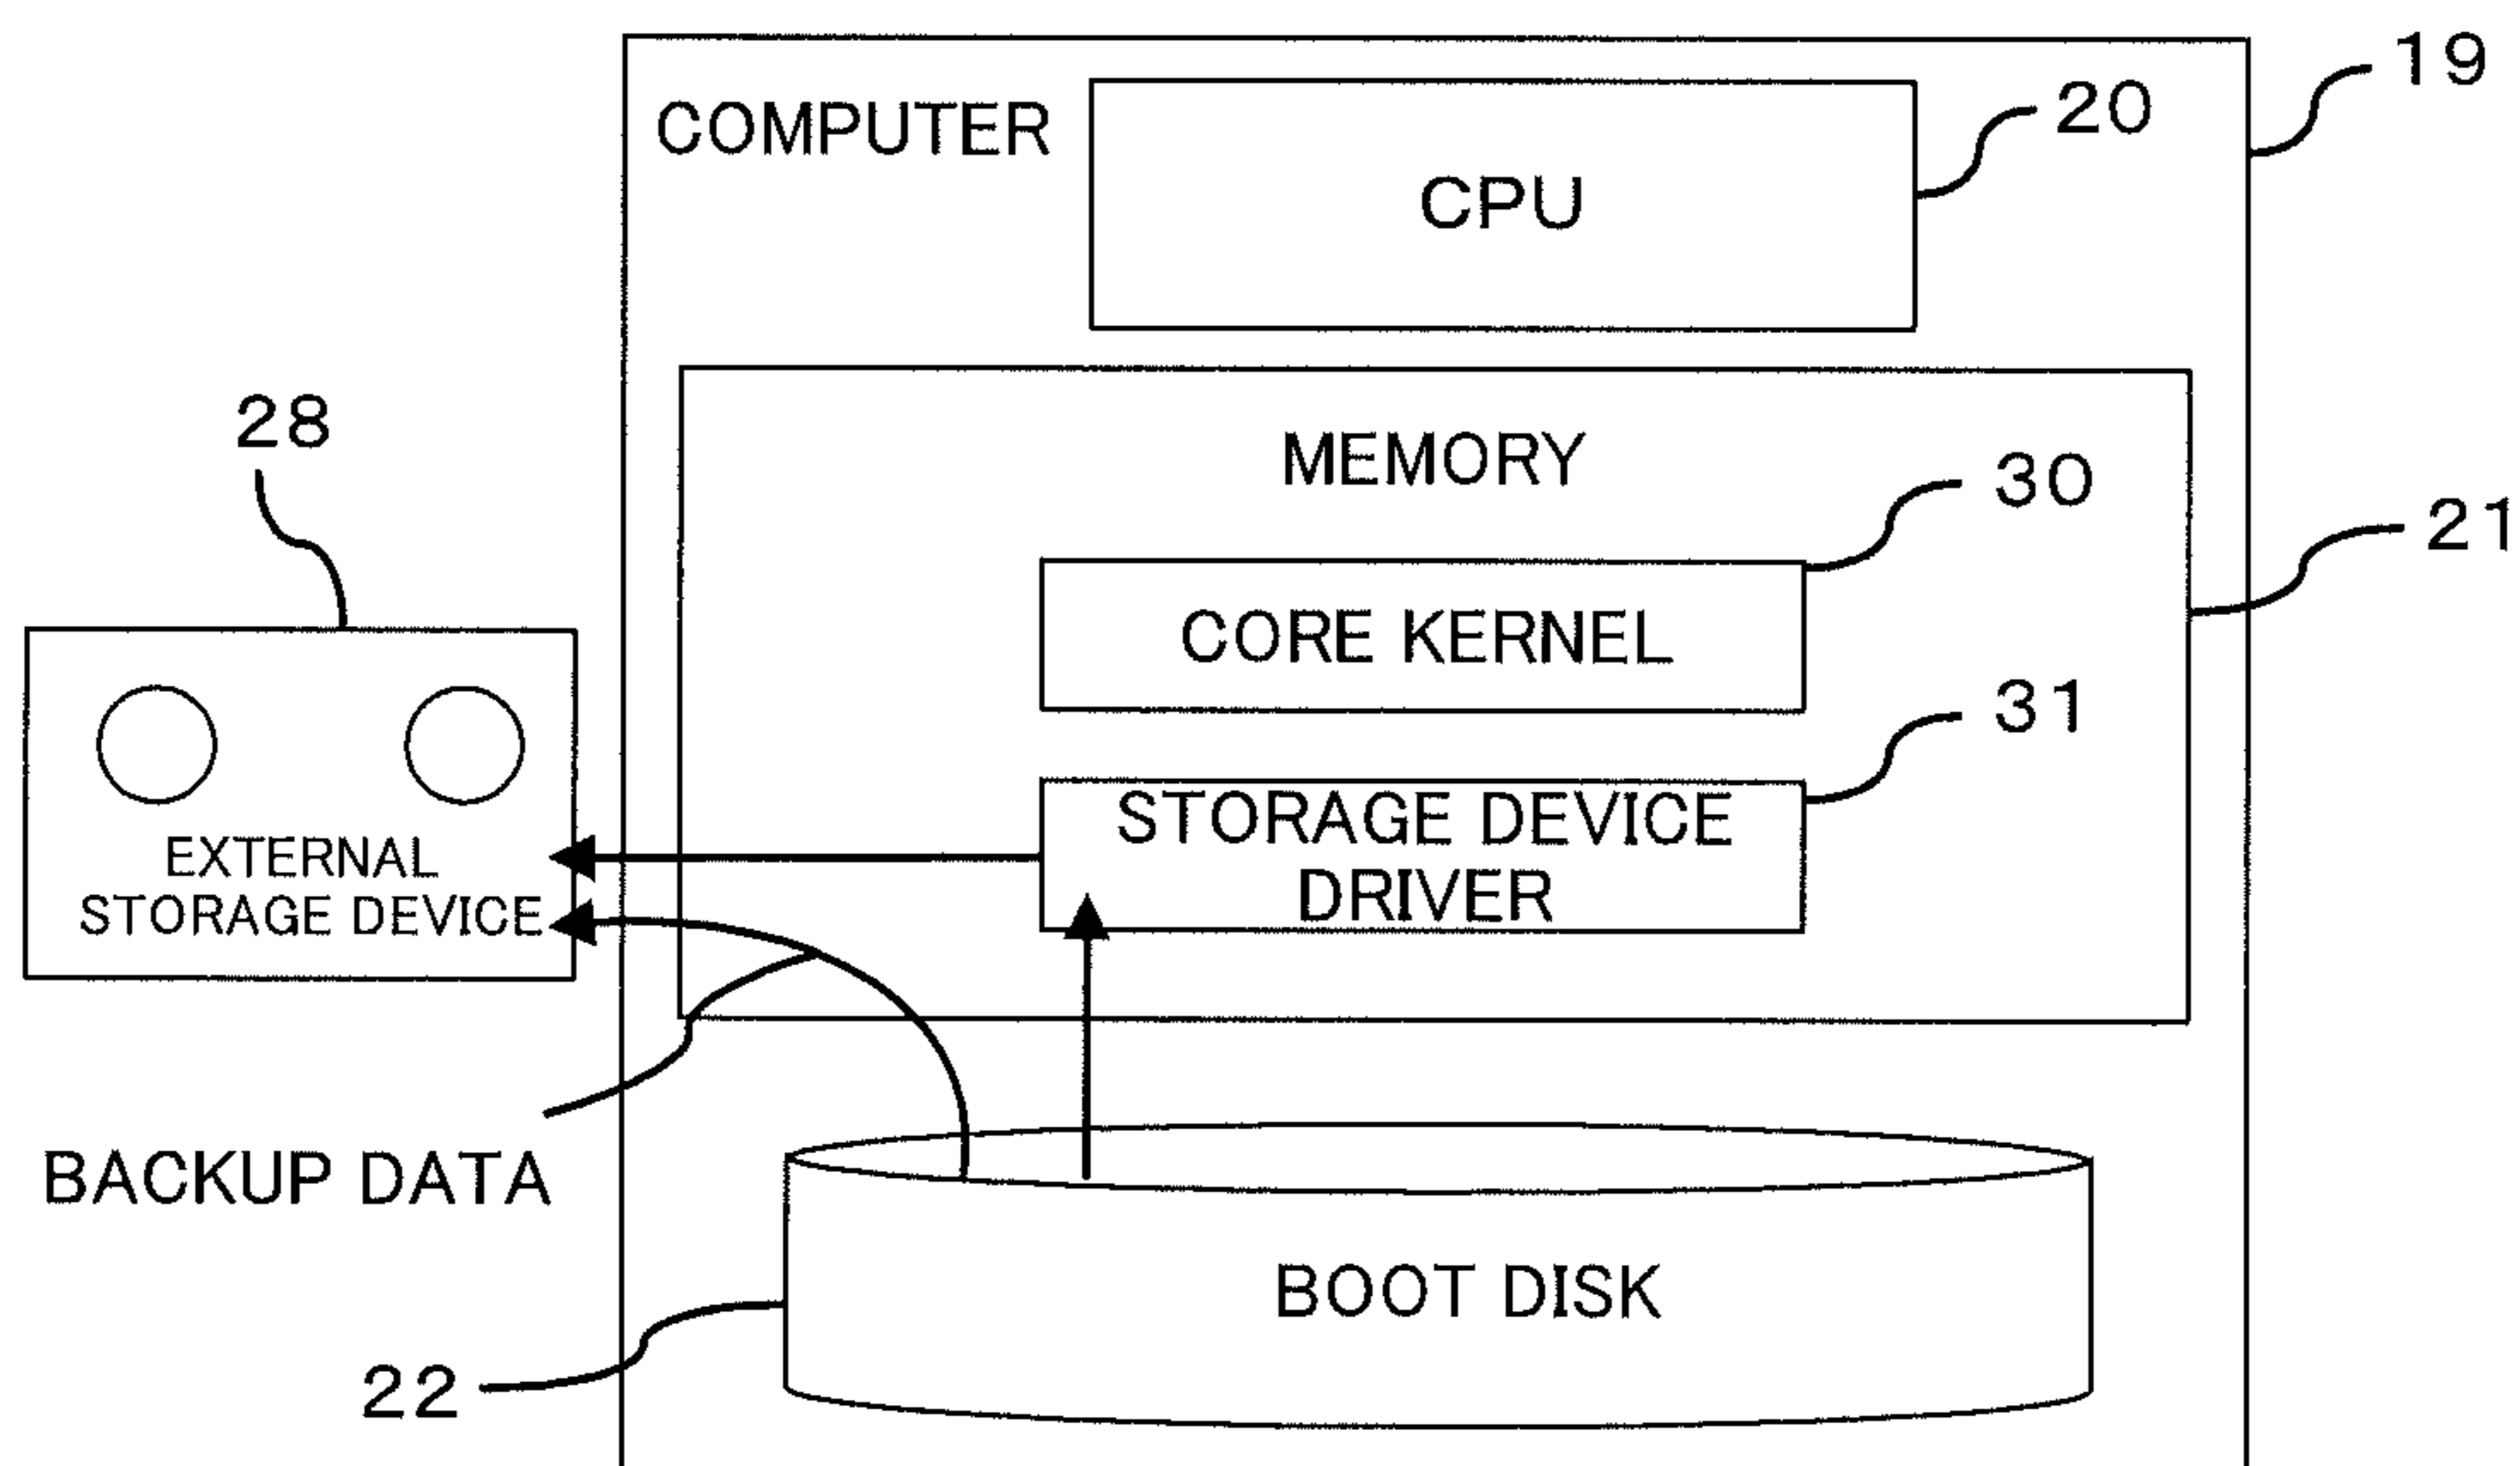 19
COMPUTER
20
CPU
28
MEMORY
30
21
CORE KERNEL
31
STORAGE DEVICE
DRIVER
EXTERNAL
STORAGE DEVICE
BACKUP DATA
BOOT DISK
22